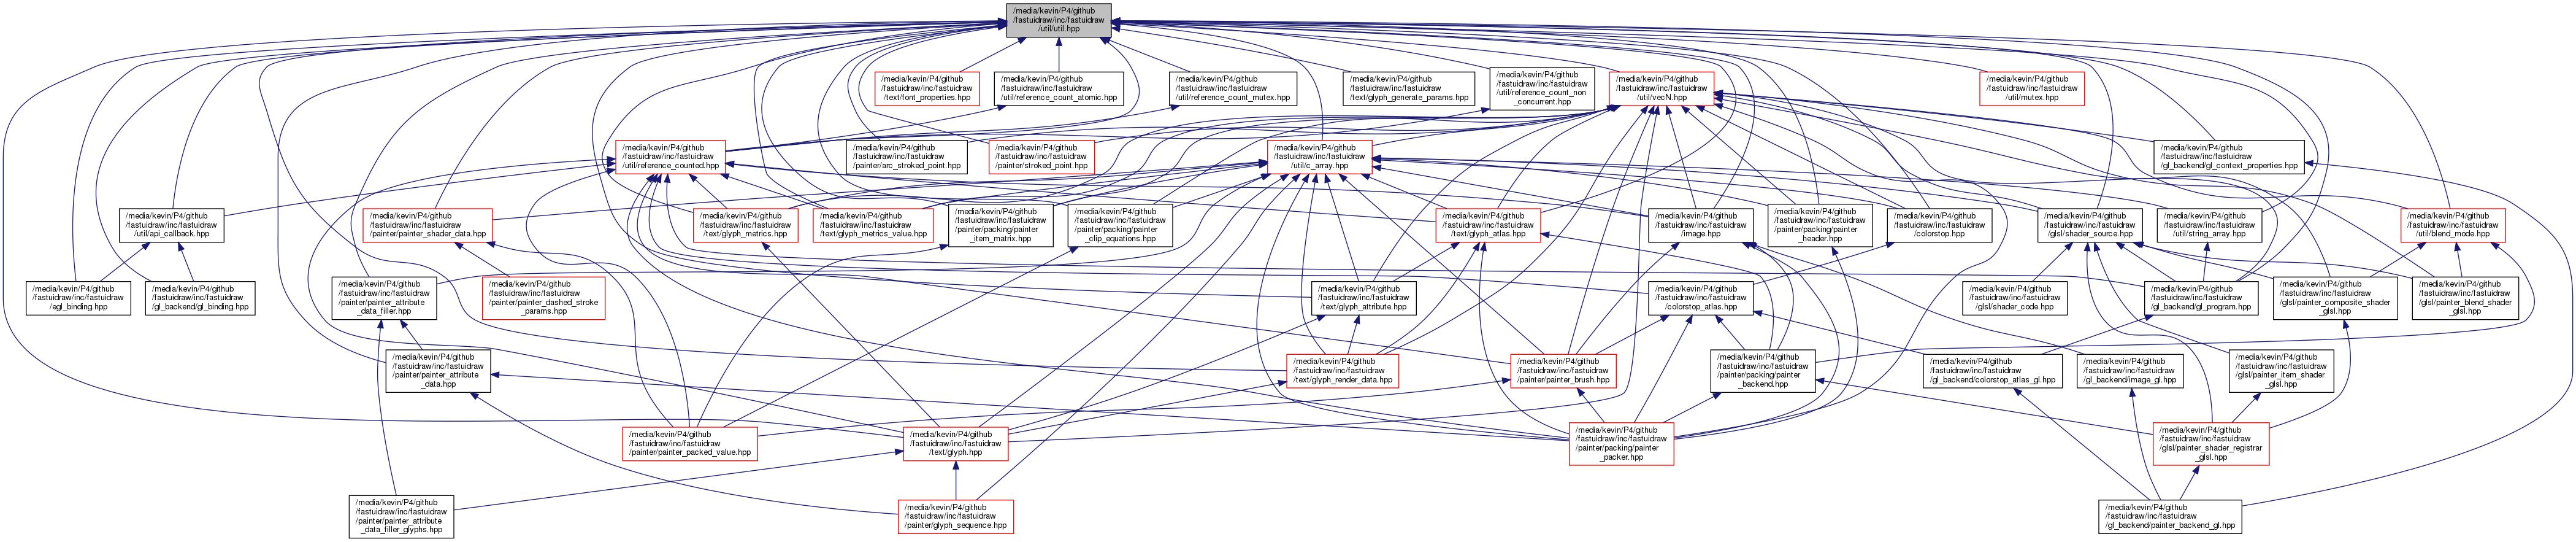 /media/kevin/P4/github
/fastuidraw/inc/fastuidraw
/util/util.hpp
/media/kevin/P4/github
/fastuidraw/inc/fastuidraw
/text/font_properties.hpp
/media/kevin/P4/github
/fastuidraw/inc/fastuidraw
/util/reference_count_atomic.hpp
/media/kevin/P4/github
/fastuidraw/inc/fastuidraw
/util/reference_count_mutex.hpp
/media/kevin/P4/github
/fastuidraw/inc/fastuidraw
/text/glyph_generate_params.hpp
/media/kevin/P4/github
/fastuidraw/inc/fastuidraw
/util/reference_count_non
_concurrent.hpp
/media/kevin/P4/github
/fastuidraw/inc/fastuidraw
/util/vecN.hpp
/media/kevin/P4/github
/fastuidraw/inc/fastuidraw
/util/mutex.hpp
/media/kevin/P4/github
/fastuidraw/inc/fastuidraw
/util/reference_counted.hpp
/media/kevin/P4/github
/fastuidraw/inc/fastuidraw
/painter/arc_stroked_point.hpp
/media/kevin/P4/github
/fastuidraw/inc/fastuidraw
/painter/stroked_point.hpp
/media/kevin/P4/github
/fastuidraw/inc/fastuidraw
/util/c_array.hpp
/media/kevin/P4/github
/fastuidraw/inc/fastuidraw
/gl_backend/gl_context_properties.hpp
/media/kevin/P4/github
/fastuidraw/inc/fastuidraw
/util/api_callback.hpp
/media/kevin/P4/github
/fastuidraw/inc/fastuidraw
/painter/painter_shader_data.hpp
/media/kevin/P4/github
/fastuidraw/inc/fastuidraw
/text/glyph_metrics.hpp
/media/kevin/P4/github
/fastuidraw/inc/fastuidraw
/text/glyph_metrics_value.hpp
/media/kevin/P4/github
/fastuidraw/inc/fastuidraw
/painter/packing/painter
_item_matrix.hpp
/media/kevin/P4/github
/fastuidraw/inc/fastuidraw
/painter/packing/painter
_clip_equations.hpp
/media/kevin/P4/github
/fastuidraw/inc/fastuidraw
/text/glyph_atlas.hpp
/media/kevin/P4/github
/fastuidraw/inc/fastuidraw
/image.hpp
/media/kevin/P4/github
/fastuidraw/inc/fastuidraw
/painter/packing/painter
_header.hpp
/media/kevin/P4/github
/fastuidraw/inc/fastuidraw
/colorstop.hpp
/media/kevin/P4/github
/fastuidraw/inc/fastuidraw
/glsl/shader_source.hpp
/media/kevin/P4/github
/fastuidraw/inc/fastuidraw
/util/string_array.hpp
/media/kevin/P4/github
/fastuidraw/inc/fastuidraw
/util/blend_mode.hpp
/media/kevin/P4/github
/fastuidraw/inc/fastuidraw
/egl_binding.hpp
/media/kevin/P4/github
/fastuidraw/inc/fastuidraw
/gl_backend/gl_binding.hpp
/media/kevin/P4/github
/fastuidraw/inc/fastuidraw
/painter/painter_attribute
_data_filler.hpp
/media/kevin/P4/github
/fastuidraw/inc/fastuidraw
/painter/painter_dashed_stroke
_params.hpp
/media/kevin/P4/github
/fastuidraw/inc/fastuidraw
/text/glyph_attribute.hpp
/media/kevin/P4/github
/fastuidraw/inc/fastuidraw
/colorstop_atlas.hpp
/media/kevin/P4/github
/fastuidraw/inc/fastuidraw
/glsl/shader_code.hpp
/media/kevin/P4/github
/fastuidraw/inc/fastuidraw
/gl_backend/gl_program.hpp
/media/kevin/P4/github
/fastuidraw/inc/fastuidraw
/glsl/painter_composite_shader
_glsl.hpp
/media/kevin/P4/github
/fastuidraw/inc/fastuidraw
/glsl/painter_blend_shader
_glsl.hpp
/media/kevin/P4/github
/fastuidraw/inc/fastuidraw
/painter/painter_attribute
_data.hpp
/media/kevin/P4/github
/fastuidraw/inc/fastuidraw
/text/glyph_render_data.hpp
/media/kevin/P4/github
/fastuidraw/inc/fastuidraw
/painter/painter_brush.hpp
/media/kevin/P4/github
/fastuidraw/inc/fastuidraw
/painter/packing/painter
_backend.hpp
/media/kevin/P4/github
/fastuidraw/inc/fastuidraw
/gl_backend/colorstop_atlas_gl.hpp
/media/kevin/P4/github
/fastuidraw/inc/fastuidraw
/gl_backend/image_gl.hpp
/media/kevin/P4/github
/fastuidraw/inc/fastuidraw
/glsl/painter_item_shader
_glsl.hpp
/media/kevin/P4/github
/fastuidraw/inc/fastuidraw
/painter/painter_packed_value.hpp
/media/kevin/P4/github
/fastuidraw/inc/fastuidraw
/text/glyph.hpp
/media/kevin/P4/github
/fastuidraw/inc/fastuidraw
/painter/packing/painter
_packer.hpp
/media/kevin/P4/github
/fastuidraw/inc/fastuidraw
/glsl/painter_shader_registrar
_glsl.hpp
/media/kevin/P4/github
/fastuidraw/inc/fastuidraw
/painter/painter_attribute
_data_filler_glyphs.hpp
/media/kevin/P4/github
/fastuidraw/inc/fastuidraw
/painter/glyph_sequence.hpp
/media/kevin/P4/github
/fastuidraw/inc/fastuidraw
/gl_backend/painter_backend_gl.hpp